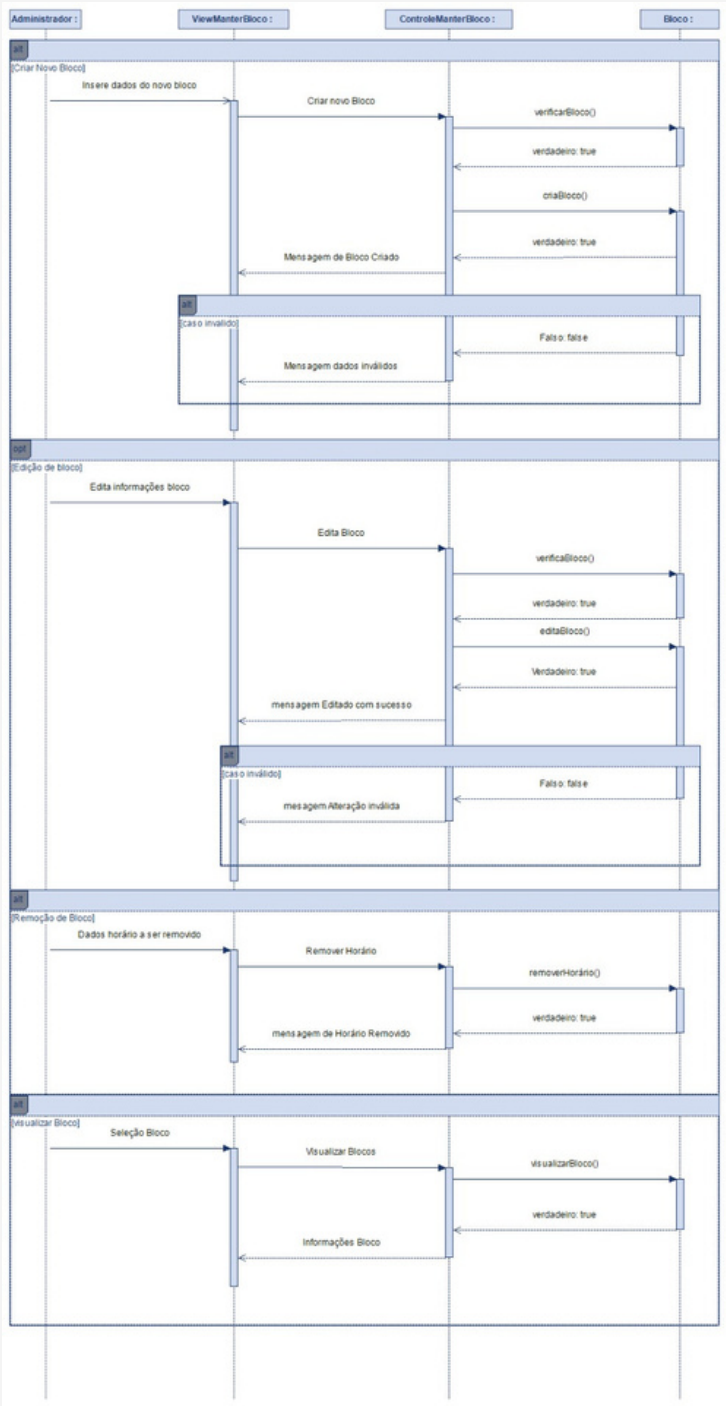 Administrador :
ViewManterBloco :
ControleManterBloco :
Bloco :
alt
[Criar Novo Bloco]
Insere dados do novo bloco
Criar novo Bloco
verificarBloco()
verdadeiro: true
criaBloco()
verdadeiro: true
Mensagem de Bloco Criado
alt
[caso invalido]
Falso: false
Mensagem dados inválidos
opt
[Edição de bloco]
Edita informações bloco
Edita Bloco
verificaBloco()
verdadeiro: true
editaBloco()
Verdadeiro: true
mensagem Editado com sucesso
alt
[caso inválido]
Falso: false
mesagem Alteração inválida
alt
[Remoção de Bloco]
Dados horário a ser removido
Remover Horário
removerHorário()
verdadeiro: true
mensagem de Horário Removido
alt
[visualizar Bloco]
Seleção Bloco
Visualizar Blocos
visualizarBloco()
verdadeiro: true
Informações Bloco